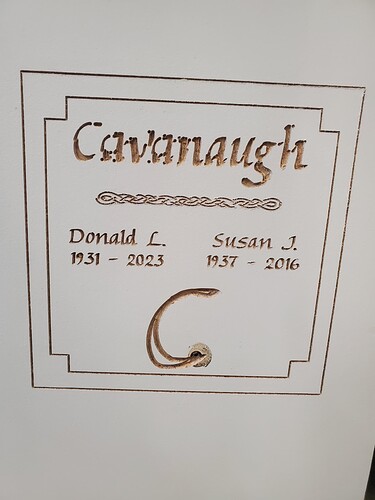 Cavanaugh
Donald L. Susan J.
1931 - 2023 1937 - 2016
C